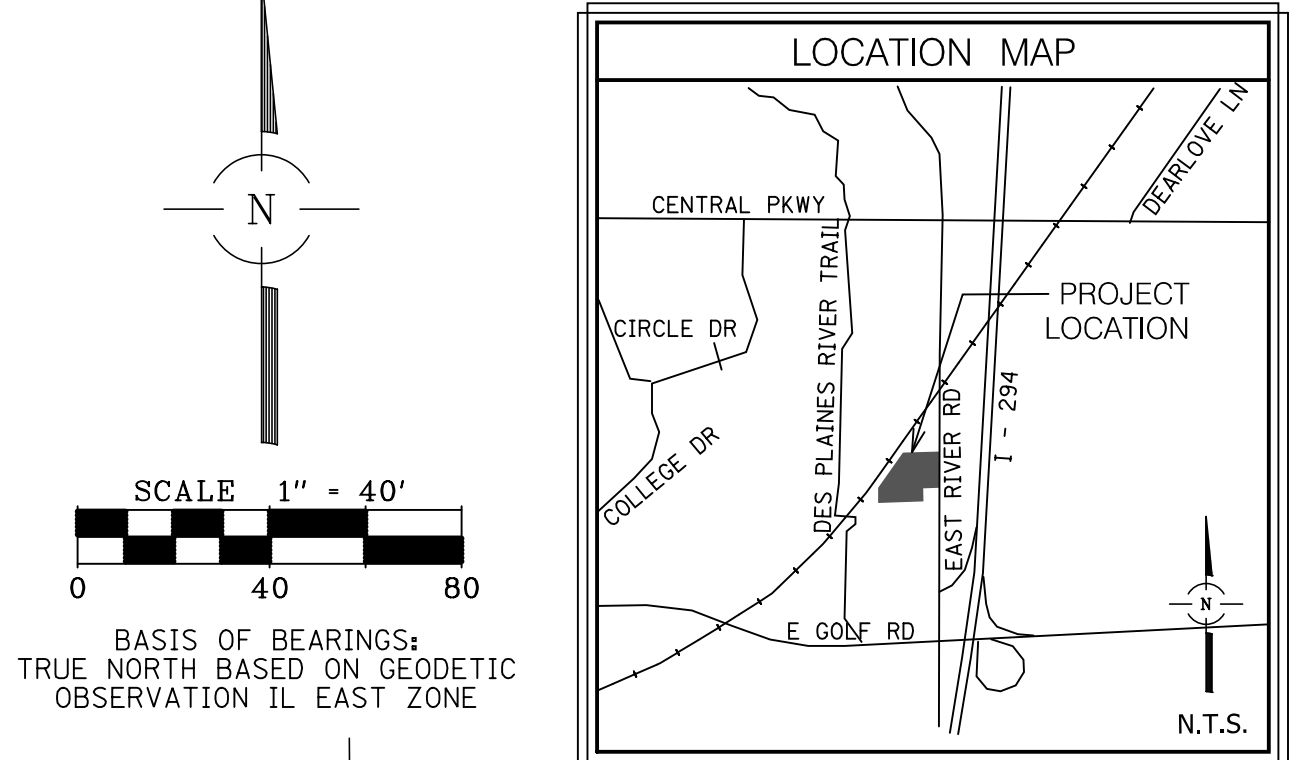 N
SCALE 1" = 40'
0 40 80
BASIS OF BEARINGS:
TRUE NORTH BASED ON GEODETIC
OBSERVATION IL EAST ZONE
LOCATION MAP
DEARLOVE LN
CENTRAL PKWY
DES PLAINES RIVER TRAIL
PROJECT
LOCATION
CIRCLE DR
COLLEGE DR
EAST RIVER RD
I - 294
E GOLF RD
N
N.T.S.